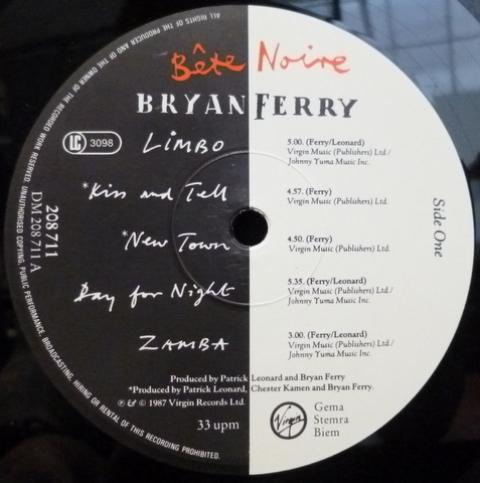 ALL RIGHTS OF THE PRODUCER AND OF THE OWNER OF THE RECORDED WORK RESERVED. UNAUTHORISED COPYING, PUBLIC PERFORMANCE, BROADCASTING, HIRING OR RENTAL OF THIS RECORDING PROHIBITED.
Bête Noire
BRYAN FERRY
LC 3098
208 711
DM 208 711 A
Side One
LiMBO
5.00. (Ferry/Leonard)
Virgin Music (Publishers) Ltd/
Johnny Yuma Music Inc.
*Kiss and Tell
4.57. (Ferry)
Virgin Music (Publishers) Ltd.
*New Town
4.50. (Ferry)
Virgin Music (Publishers) Ltd.
Day for Night
5.35. (Ferry/Leonard)
Virgin Music (Publishers) Ltd/
Johnny Yuma Music Inc.
ZAMBA
3.00. (Ferry/Leonard)
Virgin Music (Publishers) Ltd./
Johnny Yuma Music Inc.
Produced by Patrick Leonard and Bryan Ferry
*Produced by Patrick Leonard, Chester Kamen and Bryan Ferry.
℗ & © 1987 Virgin Records Ltd.
33 upm
Virgin
Gema
Stemra
Biem